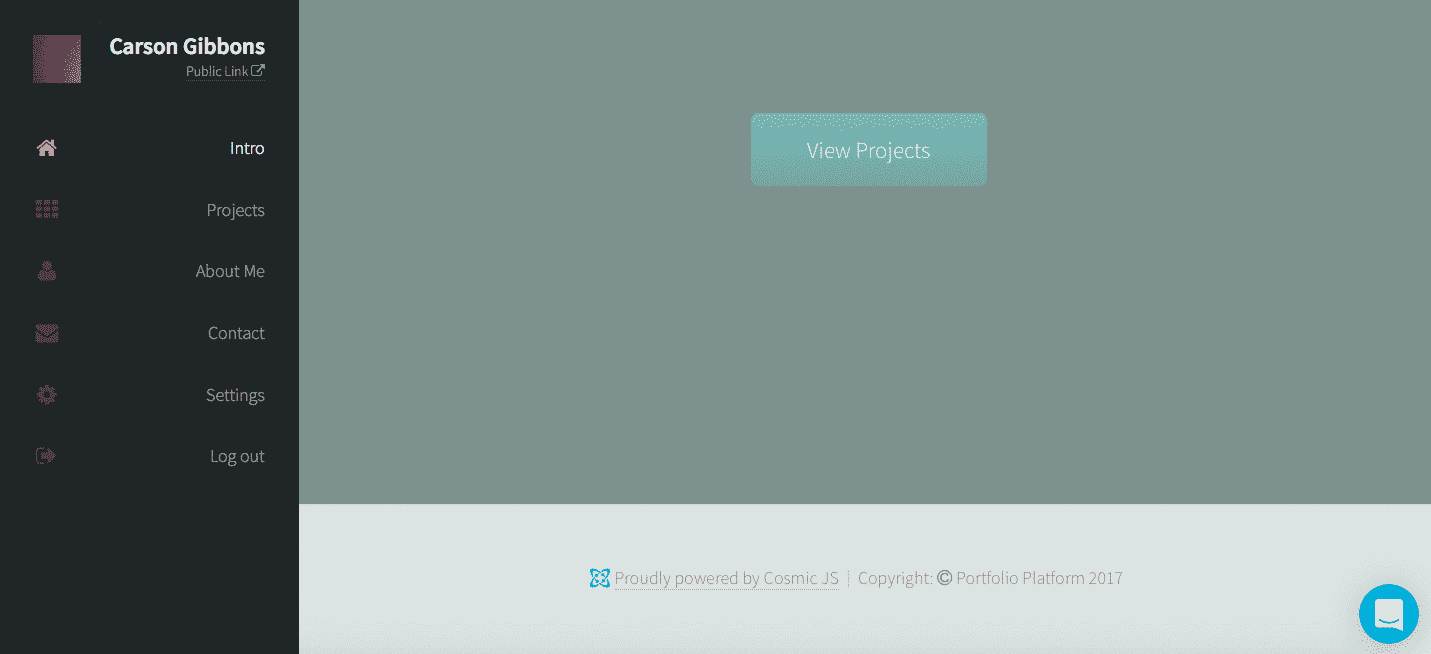 Carson Gibbons
Public Link
Intro
Projects
About Me
Contact
Settings
Log out
View Projects
Proudly powered by Cosmic JS | Copyright: © Portfolio Platform 2017